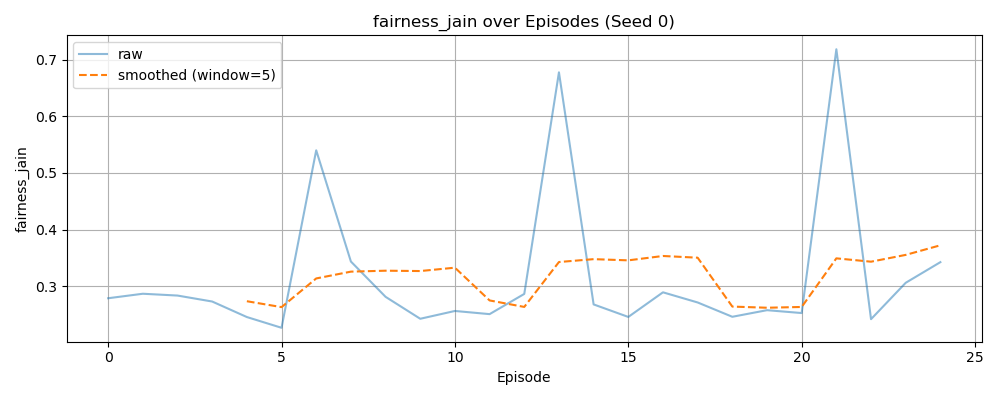 fairness_jain over Episodes (Seed 0)
raw
smoothed (window=5)
fairness_jain
0.7
0.6
0.5
0.4
0.3
0 5 10 15 20 25
Episode